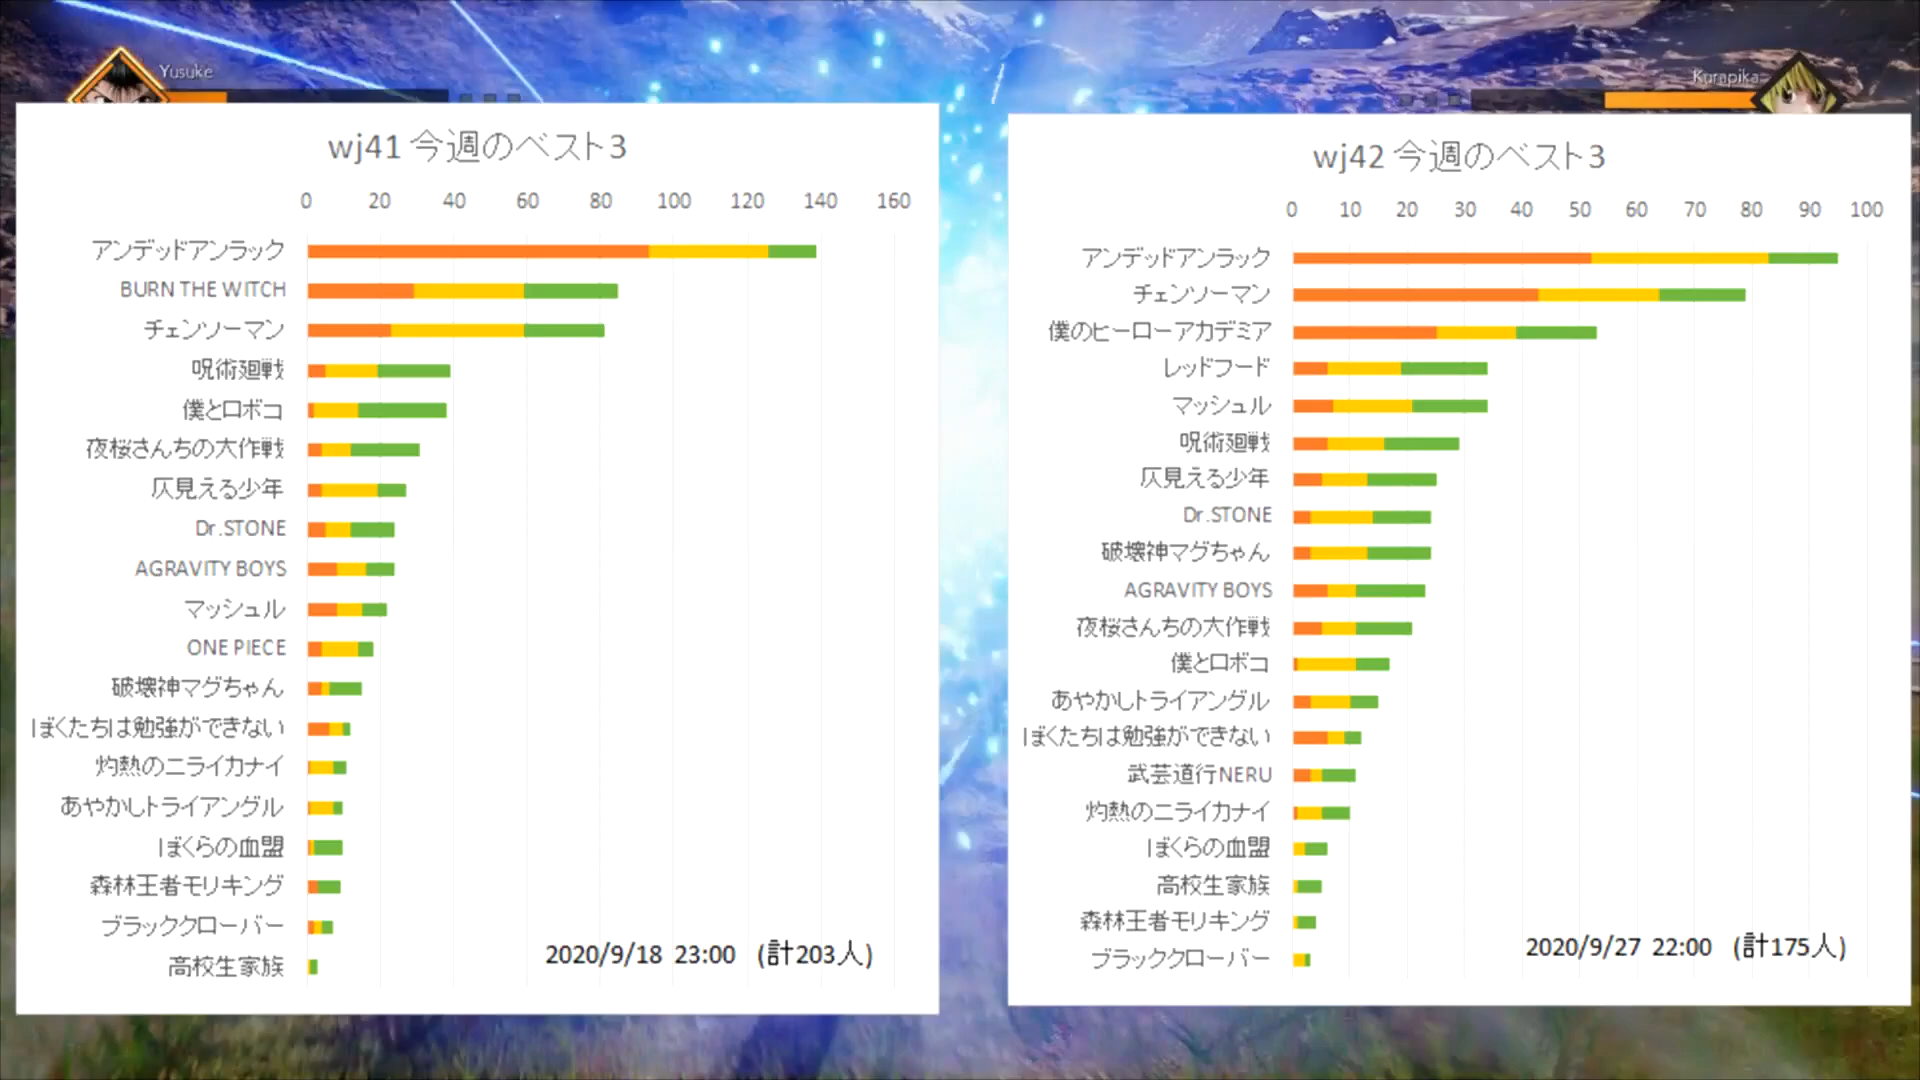 Yusuke
Kurapika
wj41 今週のベスト3
0 20 40 60 80 100 120 140 160
アンデッドアンラック
BURN THE WITCH
チェンソーマン
呪術廻戦
僕とロボコ
夜桜さんちの大作戦
仄見える少年
Dr.STONE
AGRAVITY BOYS
マッシュル
ONE PIECE
破壊神マグちゃん
ぼくたちは勉強ができない
灼熱のニライカナイ
あやかしトライアングル
ぼくらの血盟
森林王者モリキング
ブラッククローバー
高校生家族
2020/9/18 23:00 (計203人)
wj42 今週のベスト3
0 10 20 30 40 50 60 70 80 90 100
アンデッドアンラック
チェンソーマン
僕のヒーローアカデミア
レッドフード
マッシュル
呪術廻戦
仄見える少年
Dr.STONE
破壊神マグちゃん
AGRAVITY BOYS
夜桜さんちの大作戦
僕とロボコ
あやかしトライアングル
ぼくたちは勉強ができない
武芸道行NERU
灼熱のニライカナイ
ぼくらの血盟
高校生家族
森林王者モリキング
ブラッククローバー
2020/9/27 22:00 (計175人)